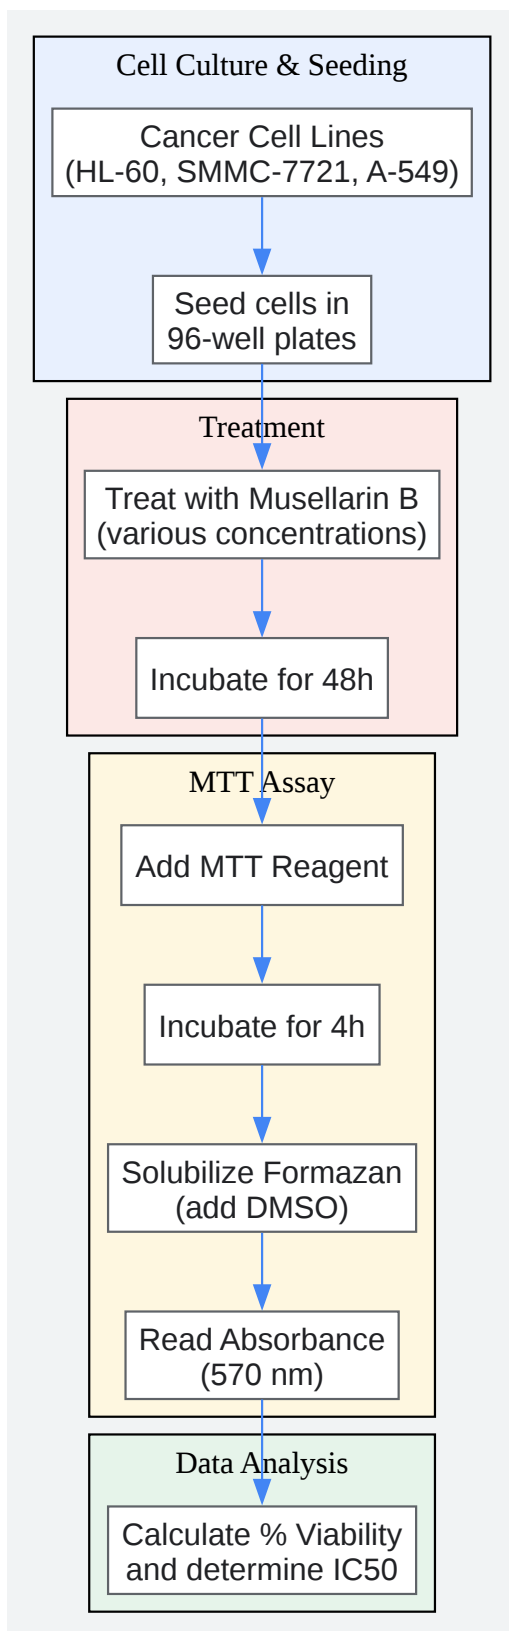 Cell Culture & Seeding
Cancer Cell Lines
(HL-60, SMMC-7721, A-549)
Seed cells in
96-well plates
Treatment
Treat with Musellarin B
(various concentrations)
Incubate for 48h
MTT Assay
Add MTT Reagent
Incubate for 4h
Solubilize Formazan
(add DMSO)
Read Absorbance
(570 nm)
Data Analysis
Calculate % Viability
and determine IC50